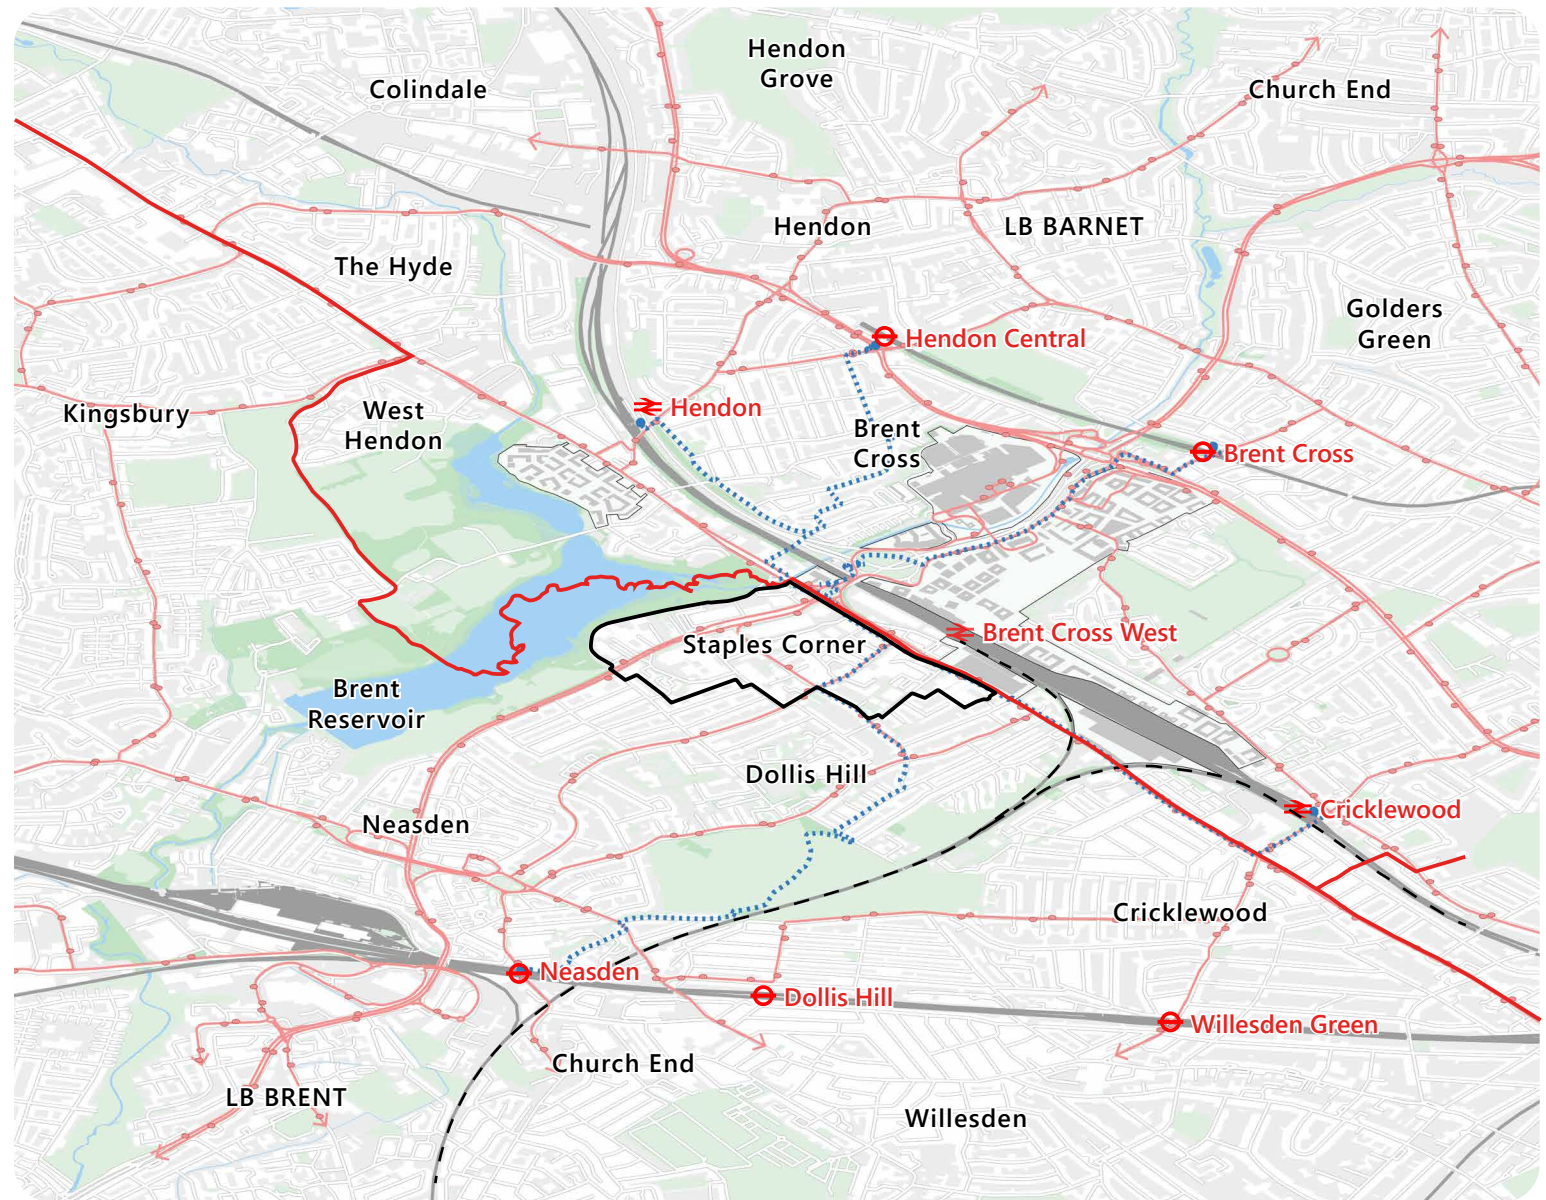 Hendon
Grove
Colindale
Church End
Hendon
LB BARNET
The Hyde
Golders
Green
Hendon Central
Kingsbury
West
Hendon
Hendon
Brent
Cross
Brent Cross
Brent Cross West
Staples Corner
Brent
Reservoir
Dollis Hill
Cricklewood
Neasden
Cricklewood
Neasden
Dollis Hill
Willesden Green
Church End
LB BRENT
Willesden